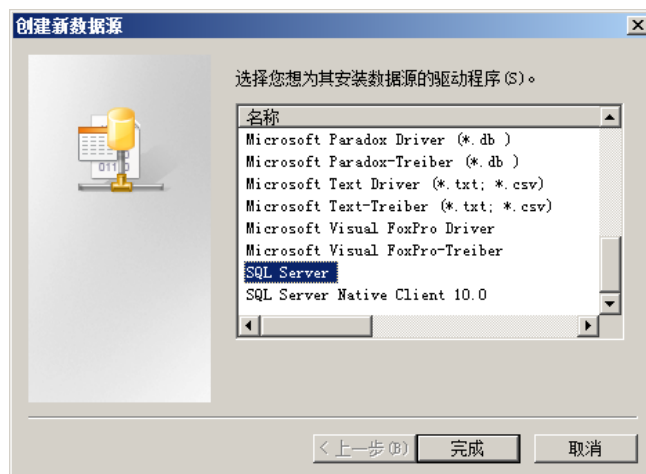 创建新数据源
选择您想为其安装数据源的驱动程序(S)。
名称
Microsoft Paradox Driver (*.db )
Microsoft Paradox-Treiber (*.db )
Microsoft Text Driver (*.txt; *.csv)
Microsoft Text-Treiber (*.txt; *.csv)
Microsoft Visual FoxPro Driver
Microsoft Visual FoxPro-Treiber
SQL Server
SQL Server Native Client 10.0
< 上一步(B)
完成
取消